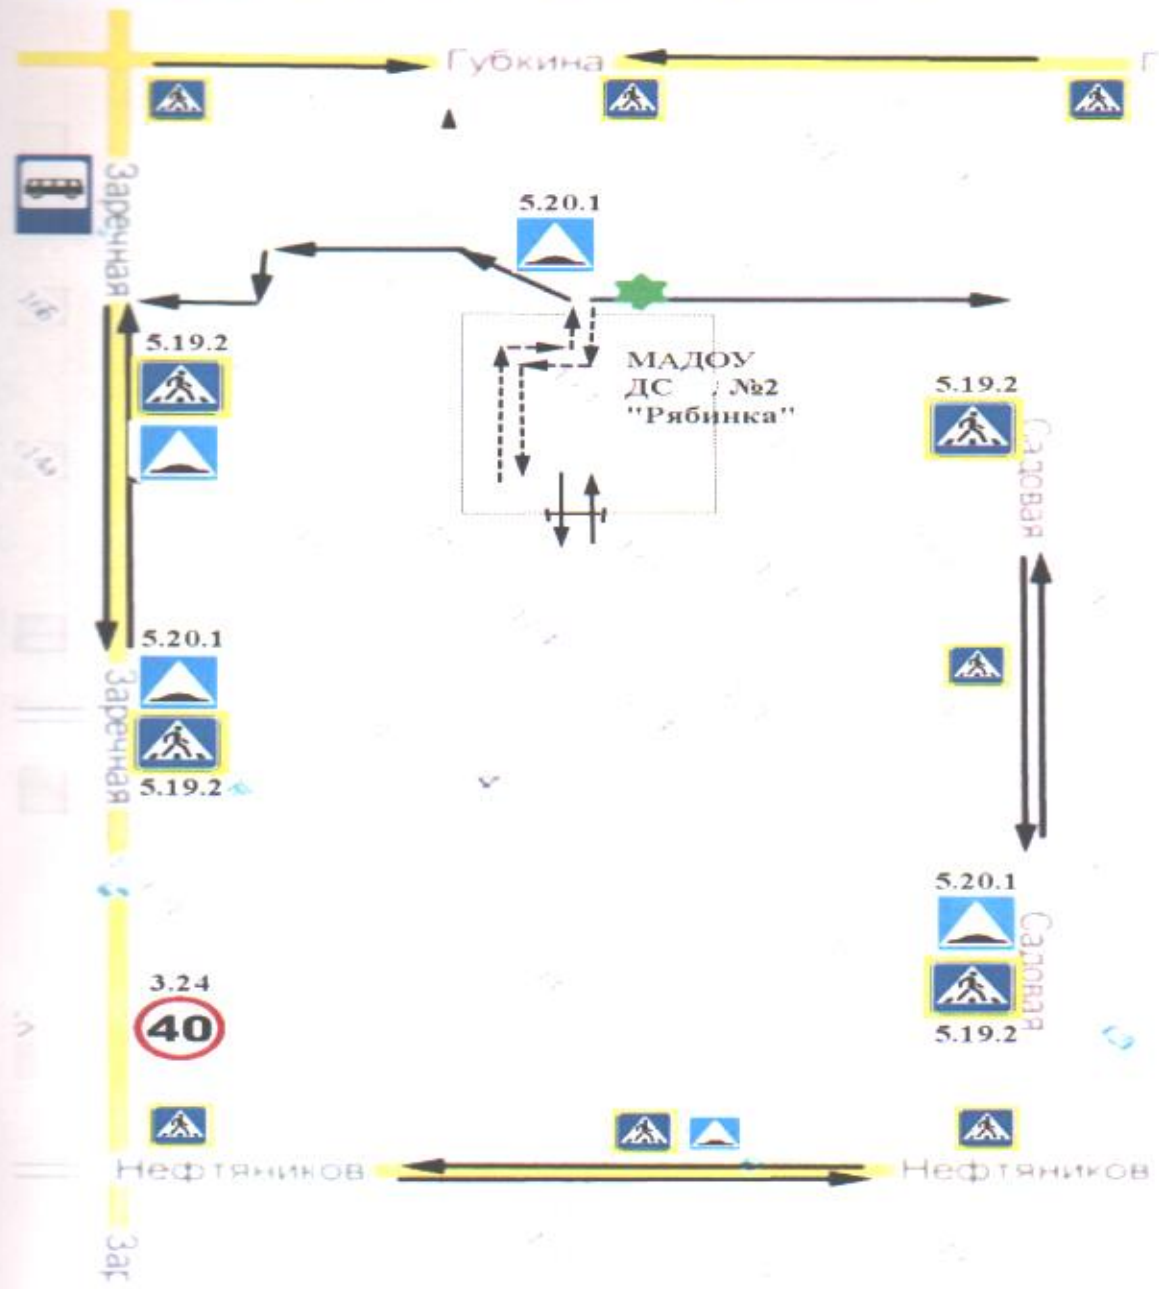 Губкина
Г
Заречная
5.20.1
5.19.2
МАДОУ
ДС №2
"Рябинка"
5.19.2
Садовая
5.20.1
Заречная
5.19.2
5.20.1
Садовая
3.24
40
5.19.2
Нефтяников
Нефтяников
Зар